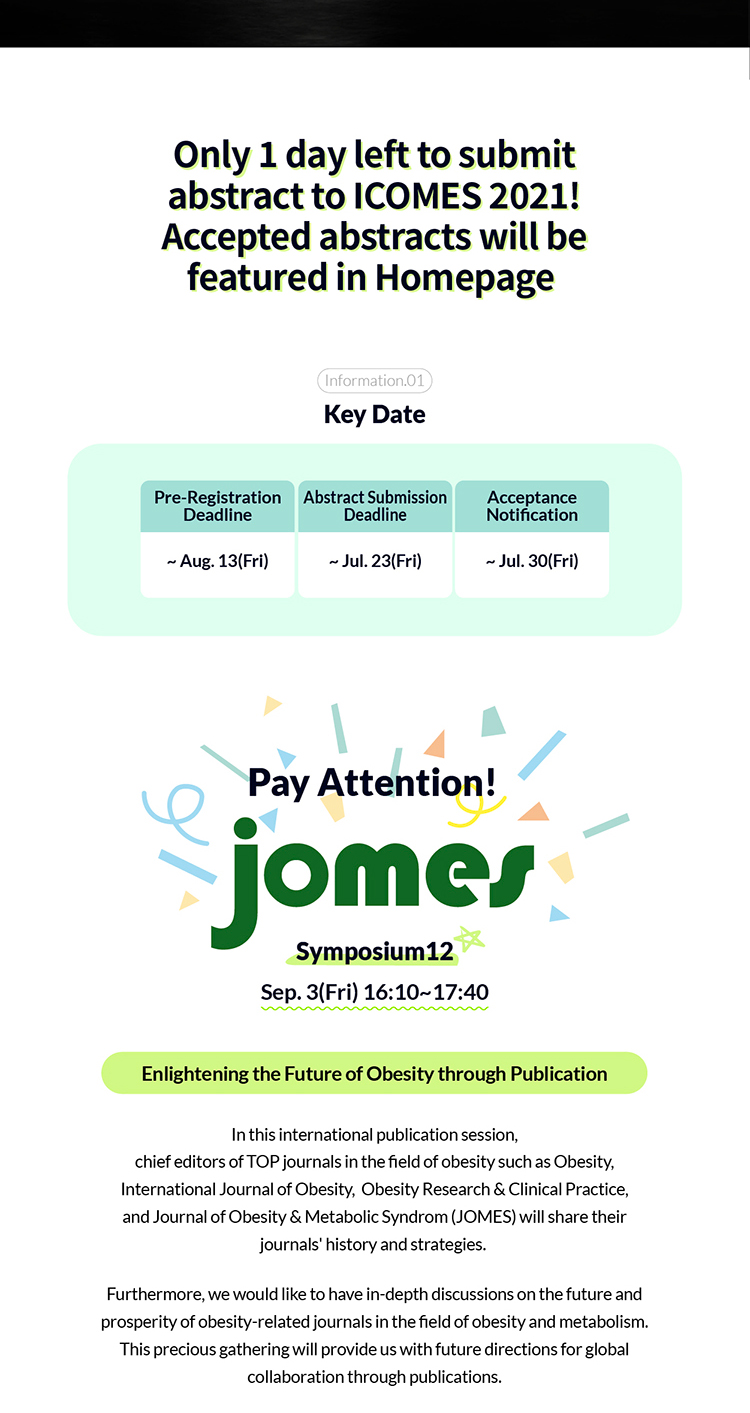 Only 1 day left to submit
abstract to ICOMES 2021!
Accepted abstracts will be
featured in Homepage
Information.01
Key Date
Pre-Registration
Deadline
Abstract Submission
Deadline
Acceptance
Notification
~ Aug. 13(Fri)
~ Jul. 23(Fri)
~ Jul. 30(Fri)
Pay Attention!
jomes
Symposium12
Sep. 3(Fri) 16:10~17:40
Enlightening the Future of Obesity through Publication
In this international publication session,
chief editors of TOP journals in the field of obesity such as Obesity,
International Journal of Obesity, Obesity Research & Clinical Practice,
and Journal of Obesity & Metabolic Syndrom (JOMES) will share their
journals' history and strategies.
Furthermore, we would like to have in-depth discussions on the future and
prosperity of obesity-related journals in the field of obesity and metabolism.
This precious gathering will provide us with future directions for global
collaboration through publications.